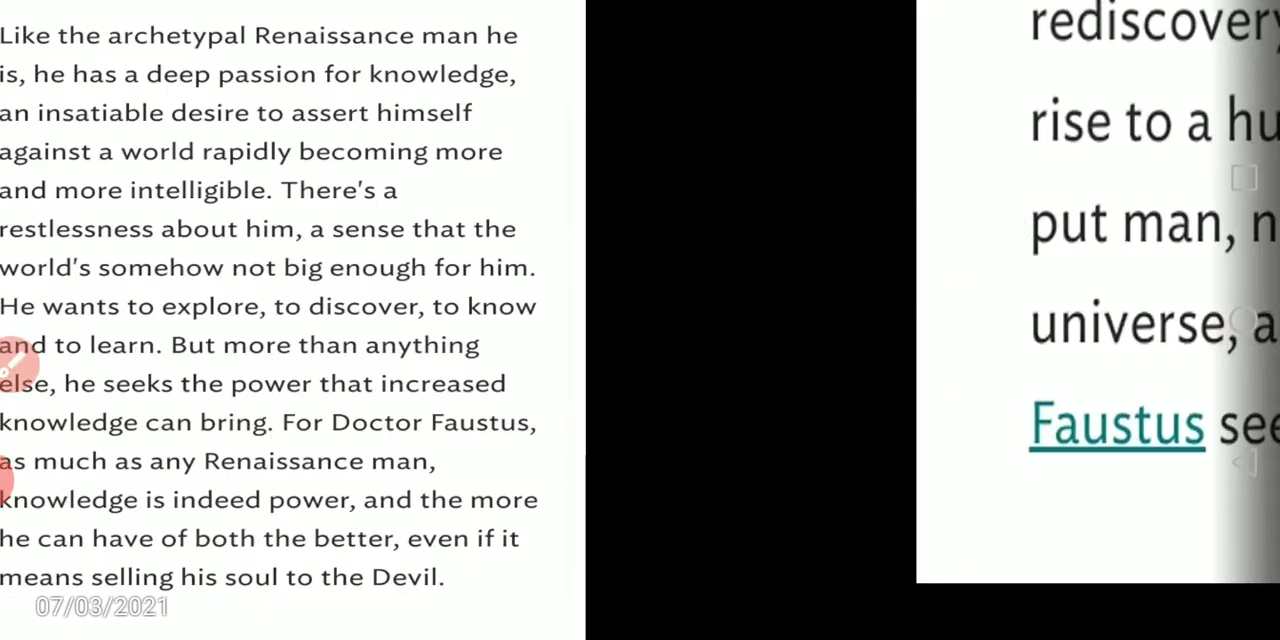 Like the archetypal Renaissance man he
is, he has a deep passion for knowledge,
an insatiable desire to assert himself
against a world rapidly becoming more
and more intelligible. There's a
restlessness about him, a sense that the
world's somehow not big enough for him.
He wants to explore, to discover, to know
and to learn. But more than anything
else, he seeks the power that increased
knowledge can bring. For Doctor Faustus,
as much as any Renaissance man,
knowledge is indeed power, and the more
he can have of both the better, even if it
means selling his soul to the Devil.
07/03/2021
rise to a
put man,
universe,
Faustus